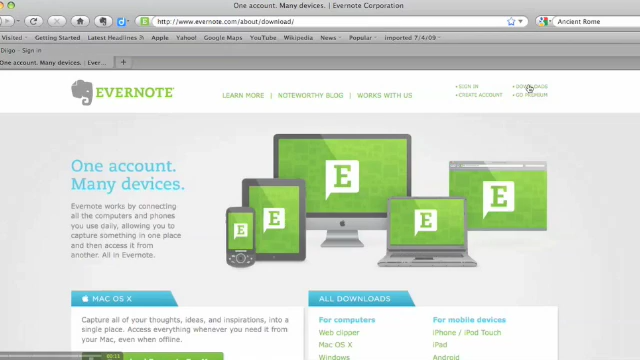 One account. Many devices. | Evernote Corporation
http://www.evernote.com/about/download/
Ancient Rome
Visited Getting Started Latest Headlines Apple Yahoo! Google Maps YouTube Wikipedia News Popular imported 7/4/09
Diigo - Sign in
One account. Many devices. | Ever...
EVERNOTE
LEARN MORE | NOTEWORTHY BLOG | WORKS WITH US
SIGN IN
DOWNLOADS
CREATE ACCOUNT
GO PREMIUM
One account.
Many devices.
Evernote works by connecting
all the computers and phones
you use daily, allowing you to
capture something in one place
and then access it from
another. All in Evernote.
E
E
E
E
E
MAC OS X
Capture all of your thoughts, ideas, and inspirations, into a
single place. Access everything whenever you need it from
your Mac, even when offline.
00:11
ALL DOWNLOADS
For computers
Web clipper
Mac OS X
Windows
For mobile devices
iPhone / iPod Touch
iPad
Android